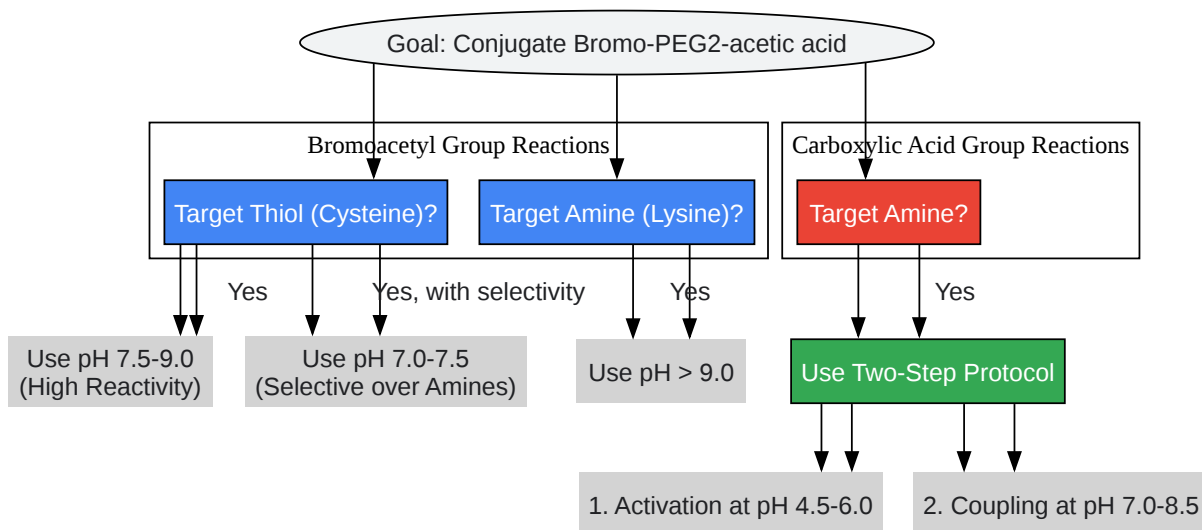 Goal: Conjugate Bromo-PEG2-acetic acid
Bromoacetyl Group Reactions
Carboxylic Acid Group Reactions
Target Thiol (Cysteine)?
Target Amine (Lysine)?
Target Amine?
Yes
Yes, with selectivity
Yes
Yes
Use pH 7.5-9.0
(High Reactivity)
Use pH 7.0-7.5
(Selective over Amines)
Use pH > 9.0
Use Two-Step Protocol
1. Activation at pH 4.5-6.0
2. Coupling at pH 7.0-8.5